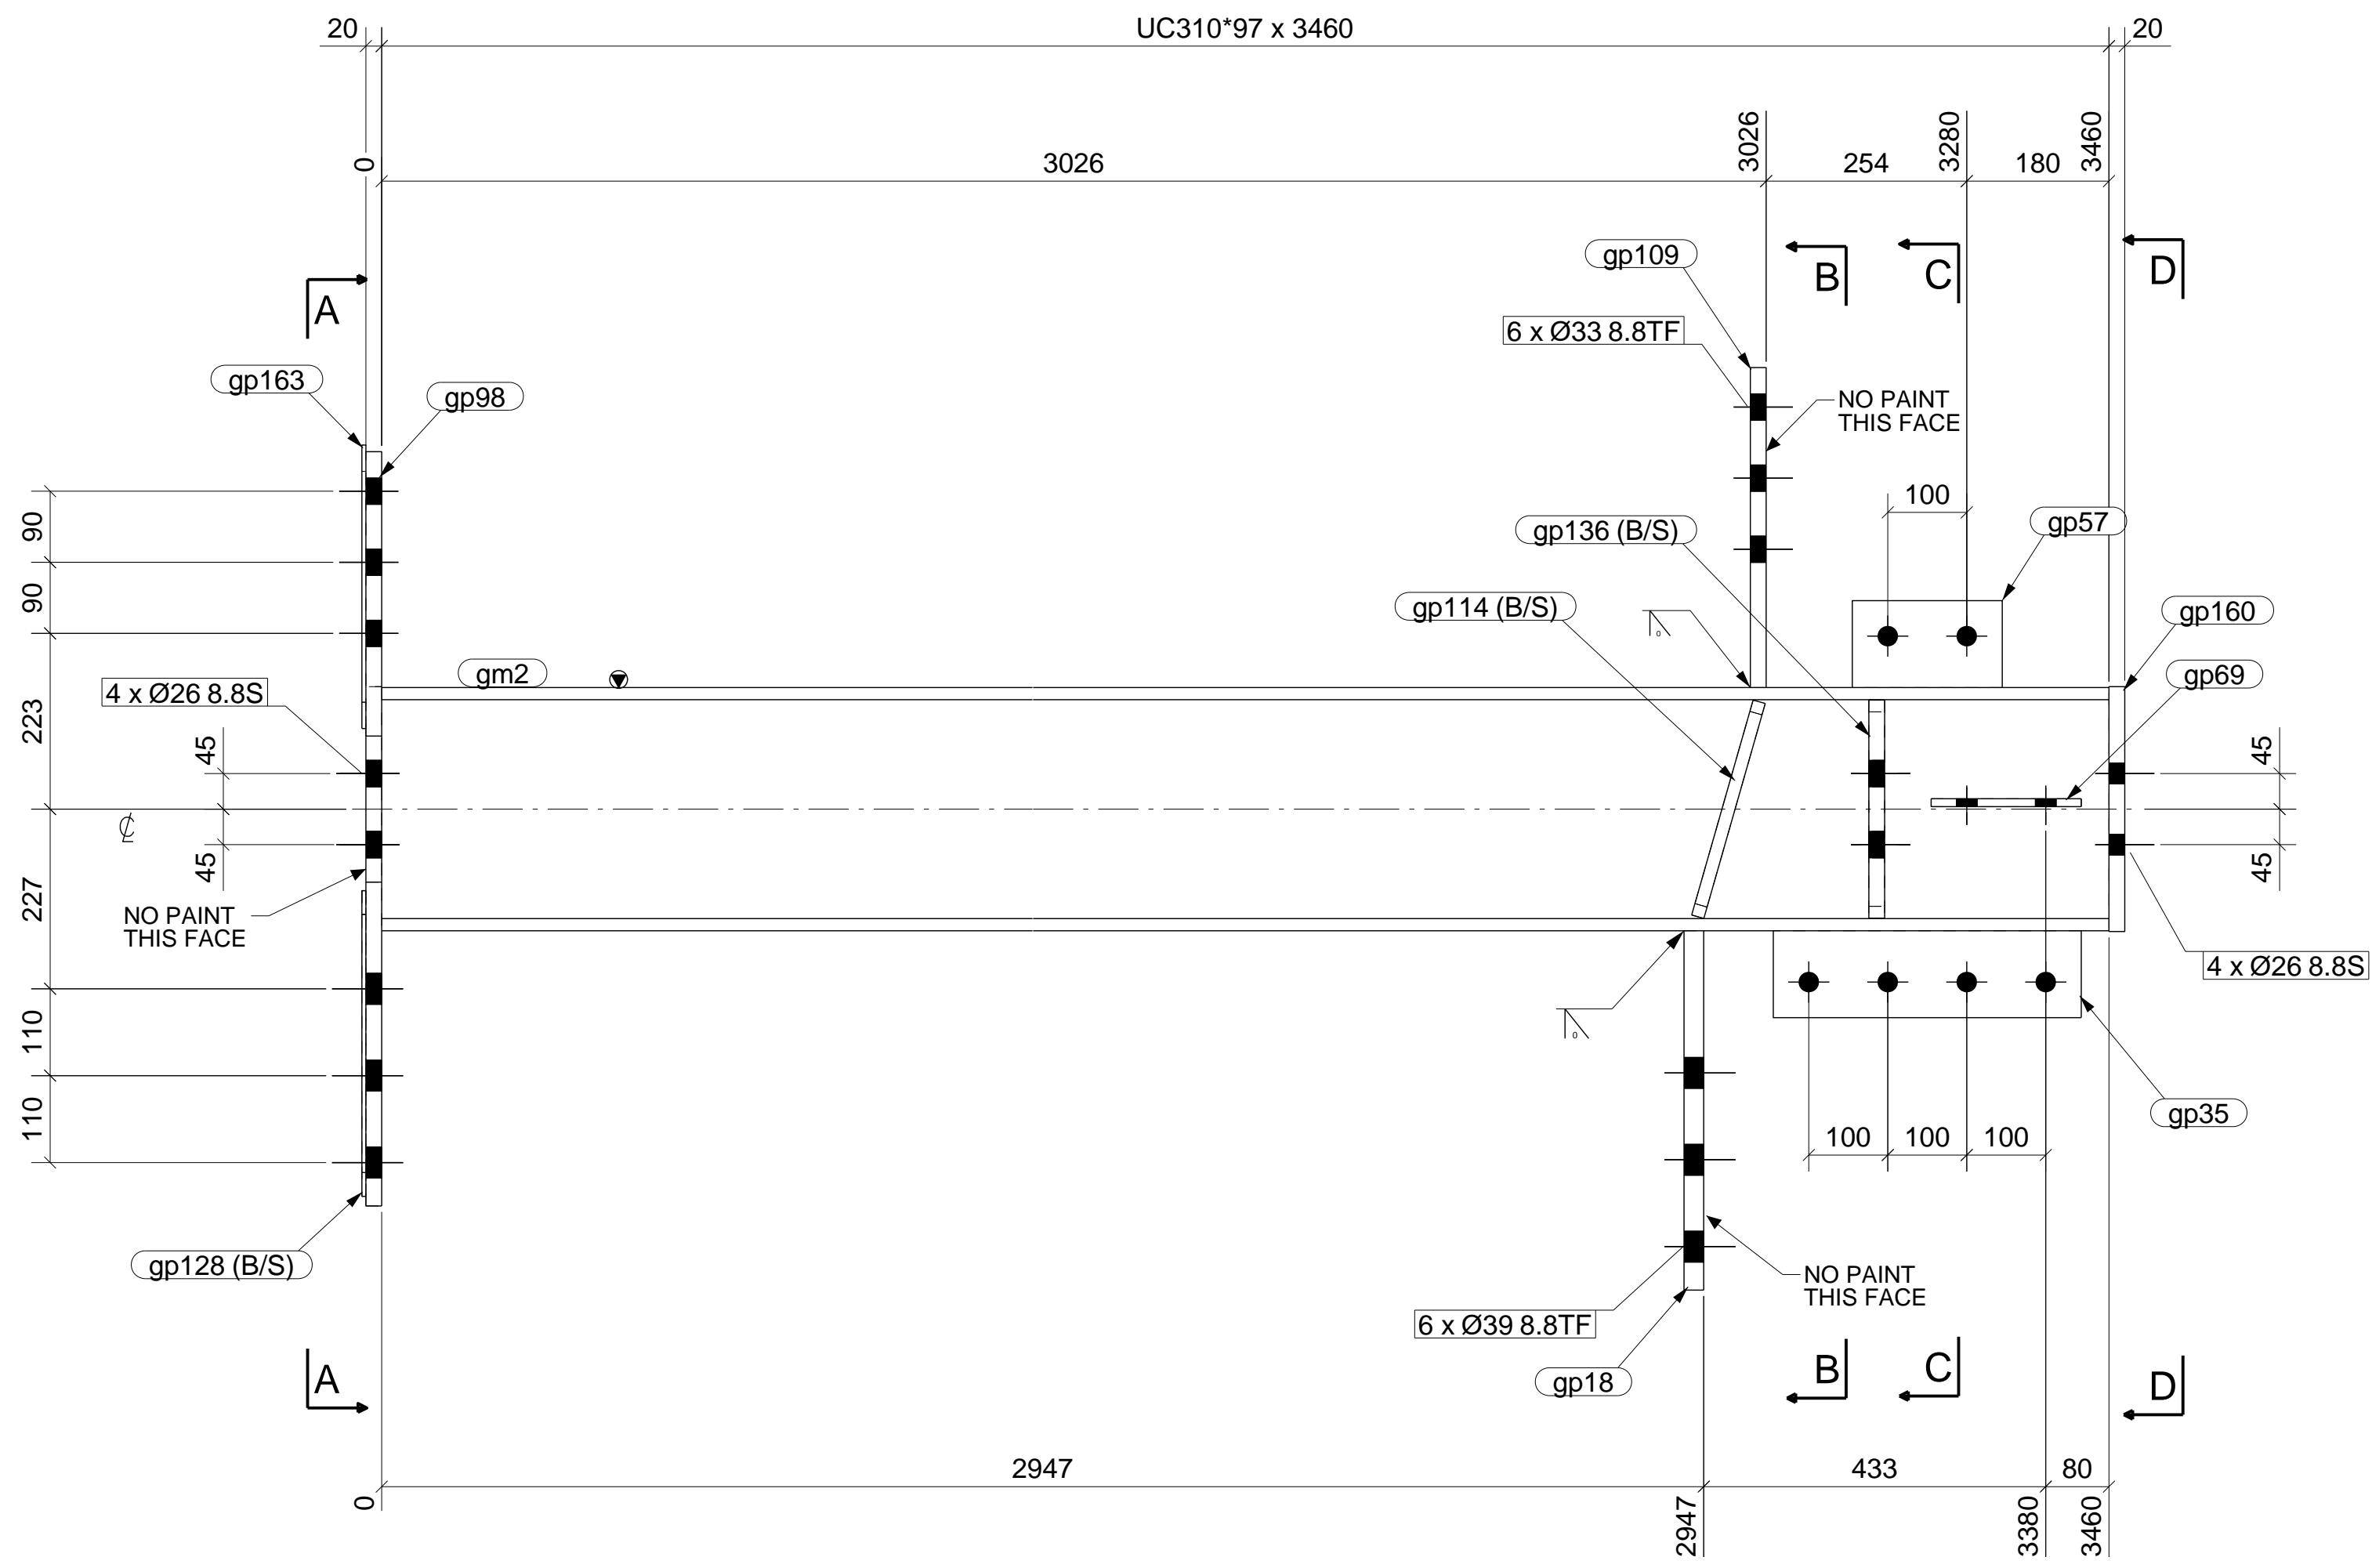 20
UC310*97 x 3460
20
0
3026
3026
254
3280
180
3460
A
B
C
D
gp109
6 x Ø33 8.8TF
NO PAINT
THIS FACE
gp163
gp98
100
gp57
gp136 (B/S)
gp114 (B/S)
0
gp160
gp69
90
90
223
227
110
110
gm2
4 x Ø26 8.8S
45
45
℄
NO PAINT
THIS FACE
45
45
4 x Ø26 8.8S
0
gp35
100
100
100
gp128 (B/S)
NO PAINT
THIS FACE
6 x Ø39 8.8TF
gp18
A
B
C
D
0
2947
2947
433
3380
80
3460